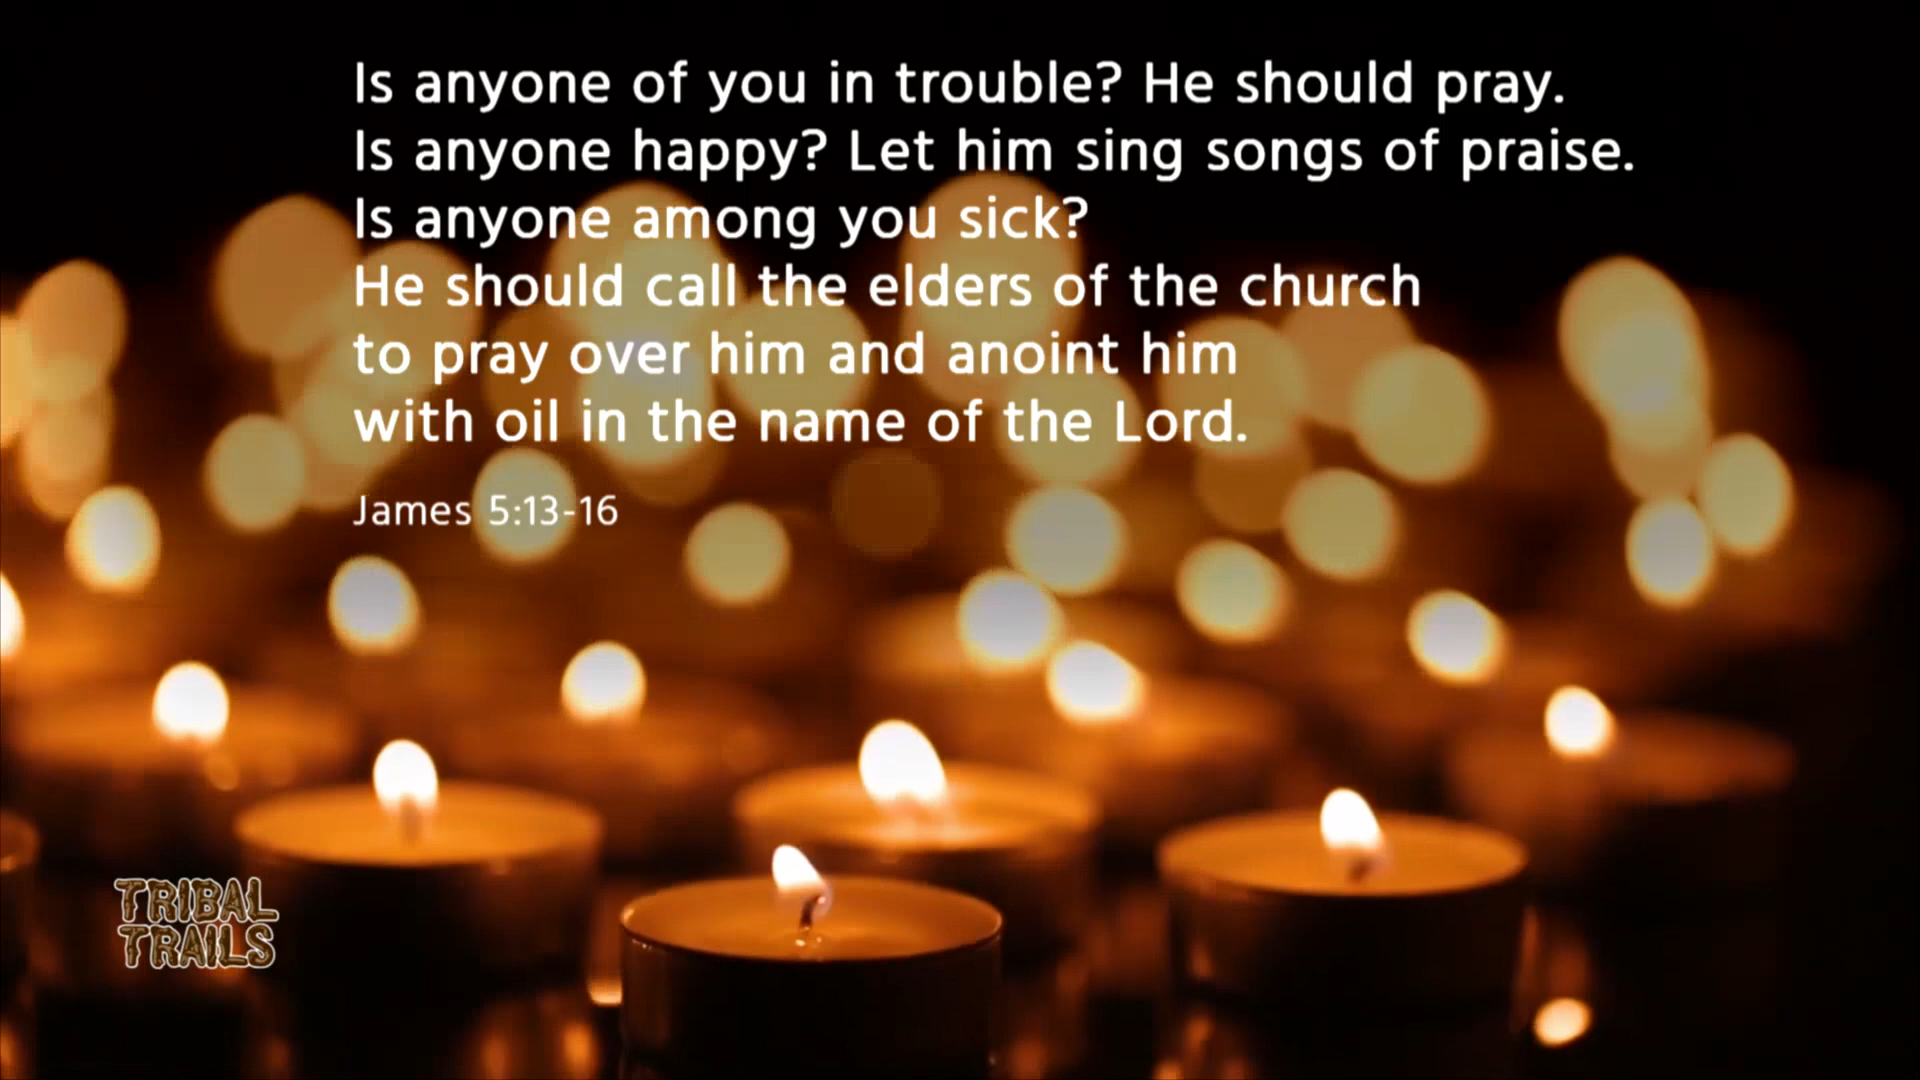 Is anyone of you in trouble? He should pray.
Is anyone happy? Let him sing songs of praise.
Is anyone among you sick?
He should call the elders of the church
to pray over him and anoint him
with oil in the name of the Lord.
James 5:13-16
TRIBAL
TRAILS